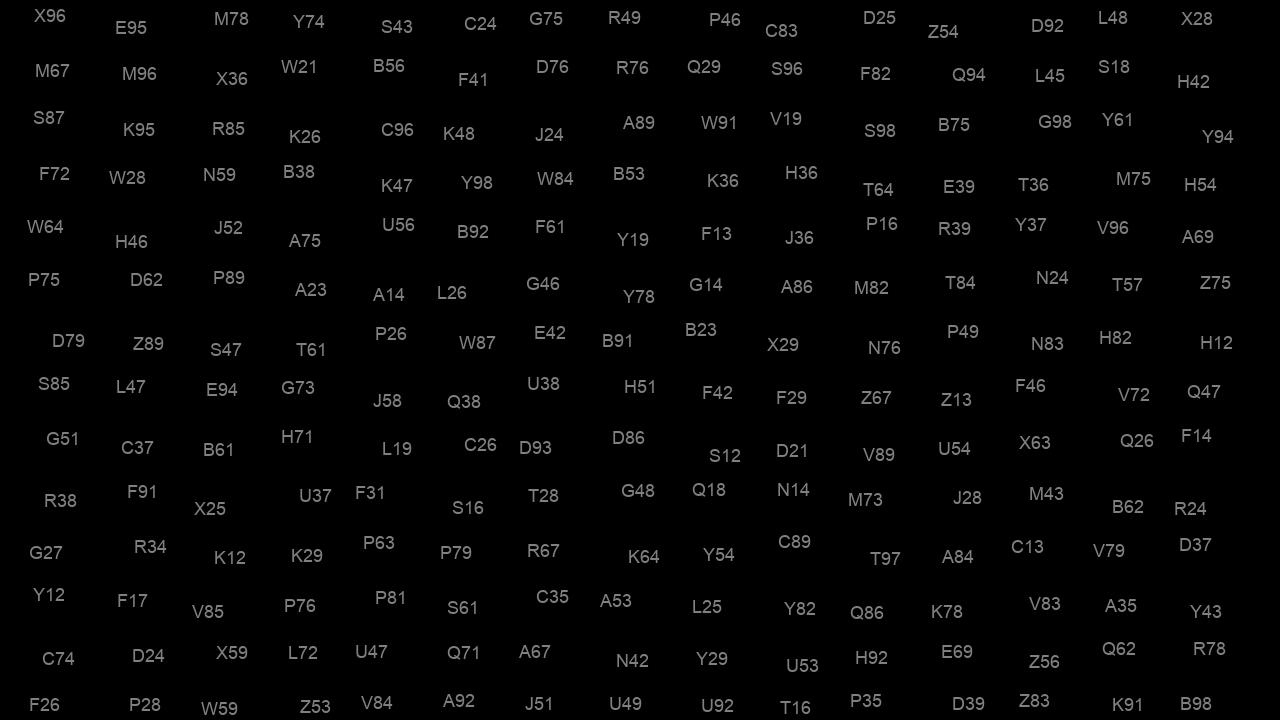 X96 E95 M78 Y74 S43 C24 G75 R49 P46 C83 D25 Z54 D92 L48 X28
M67 M96 X36 W21 B56 F41 D76 R76 Q29 S96 F82 Q94 L45 S18 H42
S87 K95 R85 K26 C96 K48 J24 A89 W91 V19 S98 B75 G98 Y61 Y94
F72 W28 N59 B38 K47 Y98 W84 B53 K36 H36 T64 E39 T36 M75 H54
W64 H46 J52 A75 U56 B92 F61 Y19 F13 J36 P16 R39 Y37 V96 A69
P75 D62 P89 A23 A14 L26 G46 Y78 G14 A86 M82 T84 N24 T57 Z75
D79 Z89 S47 T61 P26 W87 E42 B91 B23 X29 N76 P49 N83 H82 H12
S85 L47 E94 G73 J58 Q38 U38 H51 F42 F29 Z67 Z13 F46 V72 Q47
G51 C37 B61 H71 L19 C26 D93 D86 S12 D21 V89 U54 X63 Q26 F14
R38 F91 X25 U37 F31 S16 T28 G48 Q18 N14 M73 J28 M43 B62 R24
G27 R34 K12 K29 P63 P79 R67 K64 Y54 C89 T97 A84 C13 V79 D37
Y12 F17 V85 P76 P81 S61 C35 A53 L25 Y82 Q86 K78 V83 A35 Y43
C74 D24 X59 L72 U47 Q71 A67 N42 Y29 U53 H92 E69 Z56 Q62 R78
F26 P28 W59 Z53 V84 A92 J51 U49 U92 T16 P35 D39 Z83 K91 B98